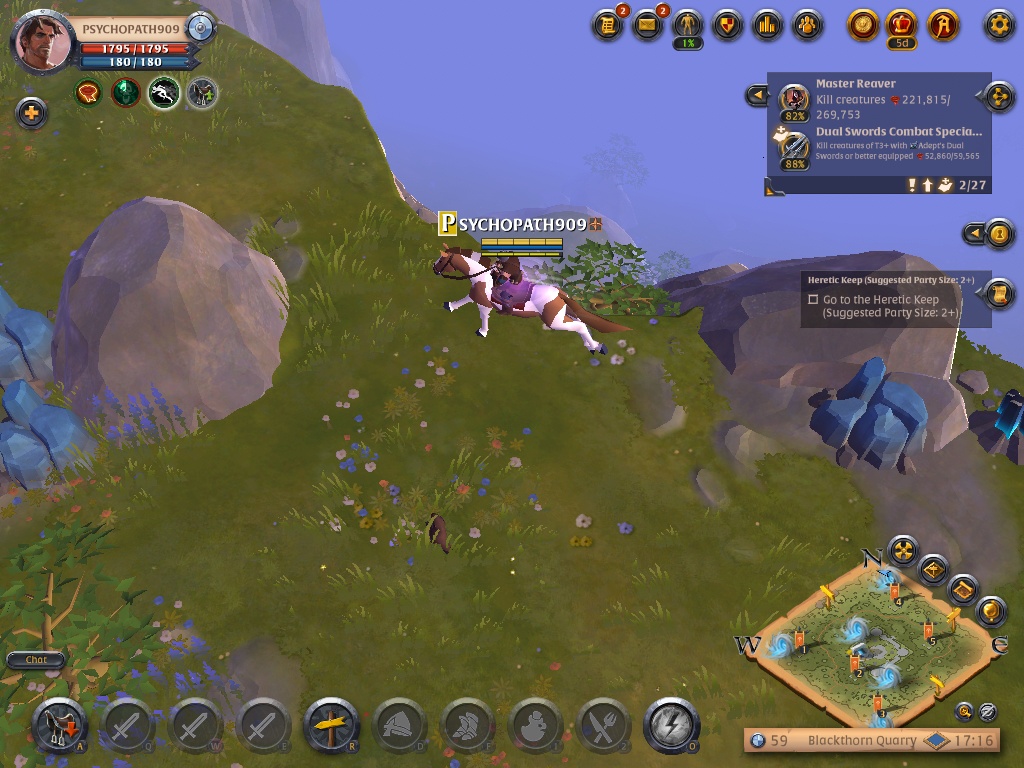 PSYCHOPATH909
1795 / 1795
180 / 180
2
2
1%
5d
Master Reaver
Kill creatures 221,815/
269,753
82%
Dual Swords Combat Specia...
Kill creatures of T3+ with Adept's Dual
Swords or better equipped 52,860/59,565
88%
2/27
PSYCHOPATH909
Heretic Keep (Suggested Party Size: 2+)
Go to the Heretic Keep
(Suggested Party Size: 2+)
N
W
E
1
2
3
4
5
Chat
A
Q
W
E
R
D
F
1
2
O
59
Blackthorn Quarry
17:16